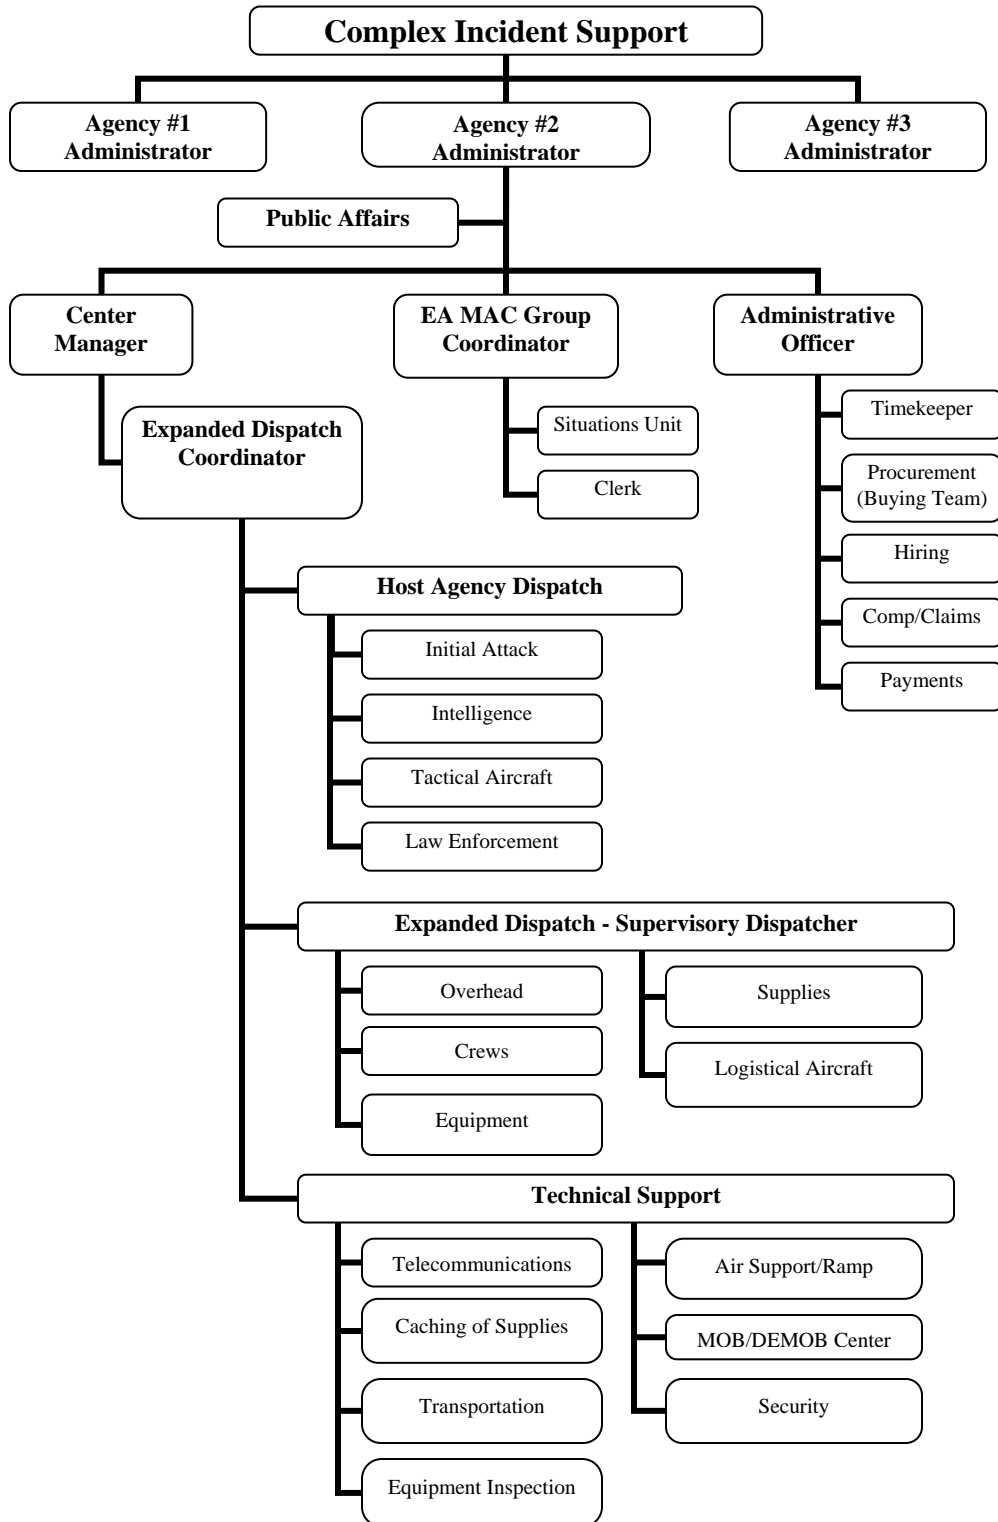 Complex Incident Support
Agency #1
Administrator
Agency #2
Administrator
Agency #3
Administrator
Public Affairs
Center
Manager
EA MAC Group
Coordinator
Administrative
Officer
Expanded Dispatch
Coordinator
Situations Unit
Clerk
Timekeeper
Procurement
(Buying Team)
Hiring
Comp/Claims
Payments
Host Agency Dispatch
Initial Attack
Intelligence
Tactical Aircraft
Law Enforcement
Expanded Dispatch - Supervisory Dispatcher
Overhead
Crews
Equipment
Supplies
Logistical Aircraft
Technical Support
Telecommunications
Caching of Supplies
Transportation
Equipment Inspection
Air Support/Ramp
MOB/DEMOB Center
Security